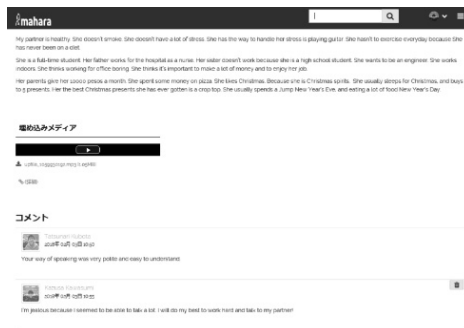 mahara
My partner is healthy. She doesn't smoke. She doesn't have a lot of stress. She has the way to handle her stress is playing guitar. She hasn't to exercise everyday because She
has never been on a diet.
She is a full-time student. Her father works for the hospital as a nurse. Her sister doesn't work because she is a high school student. She wants to be an engineer. She works
indoors. She thinks working for office boring. She thinks it's important to make a lot of money and to enjoy her job.
Her parents give her pesos a month. She spent some money on pizza. She likes Christmas. Because she is Christmas spirits. She usually sleeps for Christmas, and buys
to 5 presents. Her the best Christmas presents she has ever gotten is a crop top. She usually spends a Jump New Year's Eve, and eating a lot of food New Year's Day.
埋め込みメディア
コメント
Your way of speaking was very polite and easy to understand.
I'm jealous because I seemed to be able to talk a lot. I will do my best to work hard and talk to my partner!